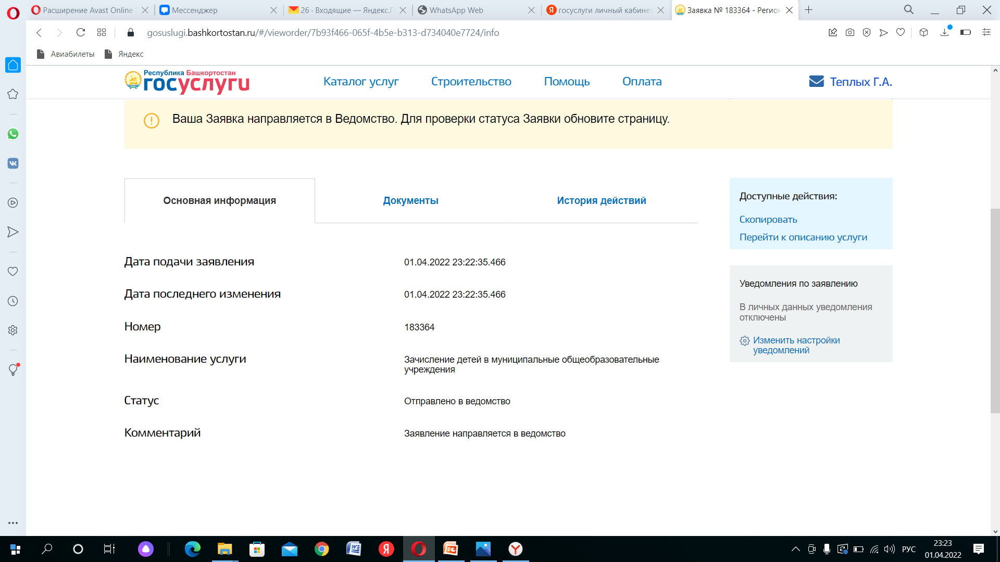 Расширение Avast Online
Мессенджер
26 · Входящие — Яндекс.П
WhatsApp Web
госуслуги личный кабинет
Заявка № 183364 - Регион
gosuslugi.bashkortostan.ru/#/vieworder/7b93f466-065f-4b5e-b313-d734040e7724/info
Авиабилеты
Яндекс
Республика Башкортостан
госуслуги
Каталог услуг
Строительство
Помощь
Оплата
Теплых Г.А.
Ваша Заявка направляется в Ведомство. Для проверки статуса Заявки обновите страницу.
Основная информация
Документы
История действий
Доступные действия:
Скопировать
Перейти к описанию услуги
Дата подачи заявления
01.04.2022 23:22:35.466
Дата последнего изменения
01.04.2022 23:22:35.466
Номер
183364
Наименование услуги
Зачисление детей в муниципальные общеобразовательные
учреждения
Статус
Отправлено в ведомство
Комментарий
Заявление направляется в ведомство
Уведомления по заявлению
В личных данных уведомления
отключены
Изменить настройки
уведомлений
РУС
23:23
01.04.2022